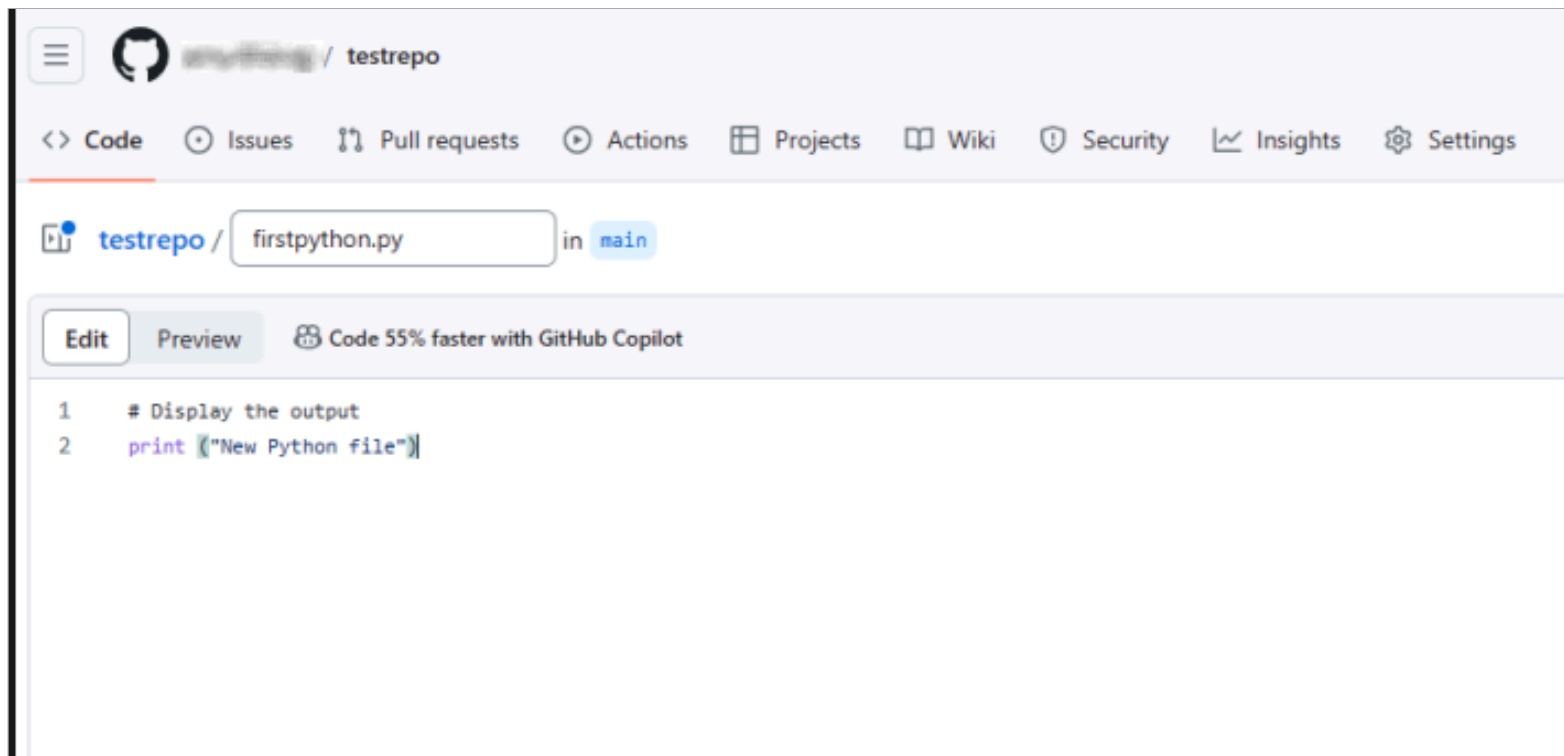 / testrepo
<> Code Issues Pull requests Actions Projects Wiki Security Insights Settings
testrepo / firstpython.py in main
Edit Preview Code 55% faster with GitHub Copilot
1 # Display the output
2 print ("New Python file")